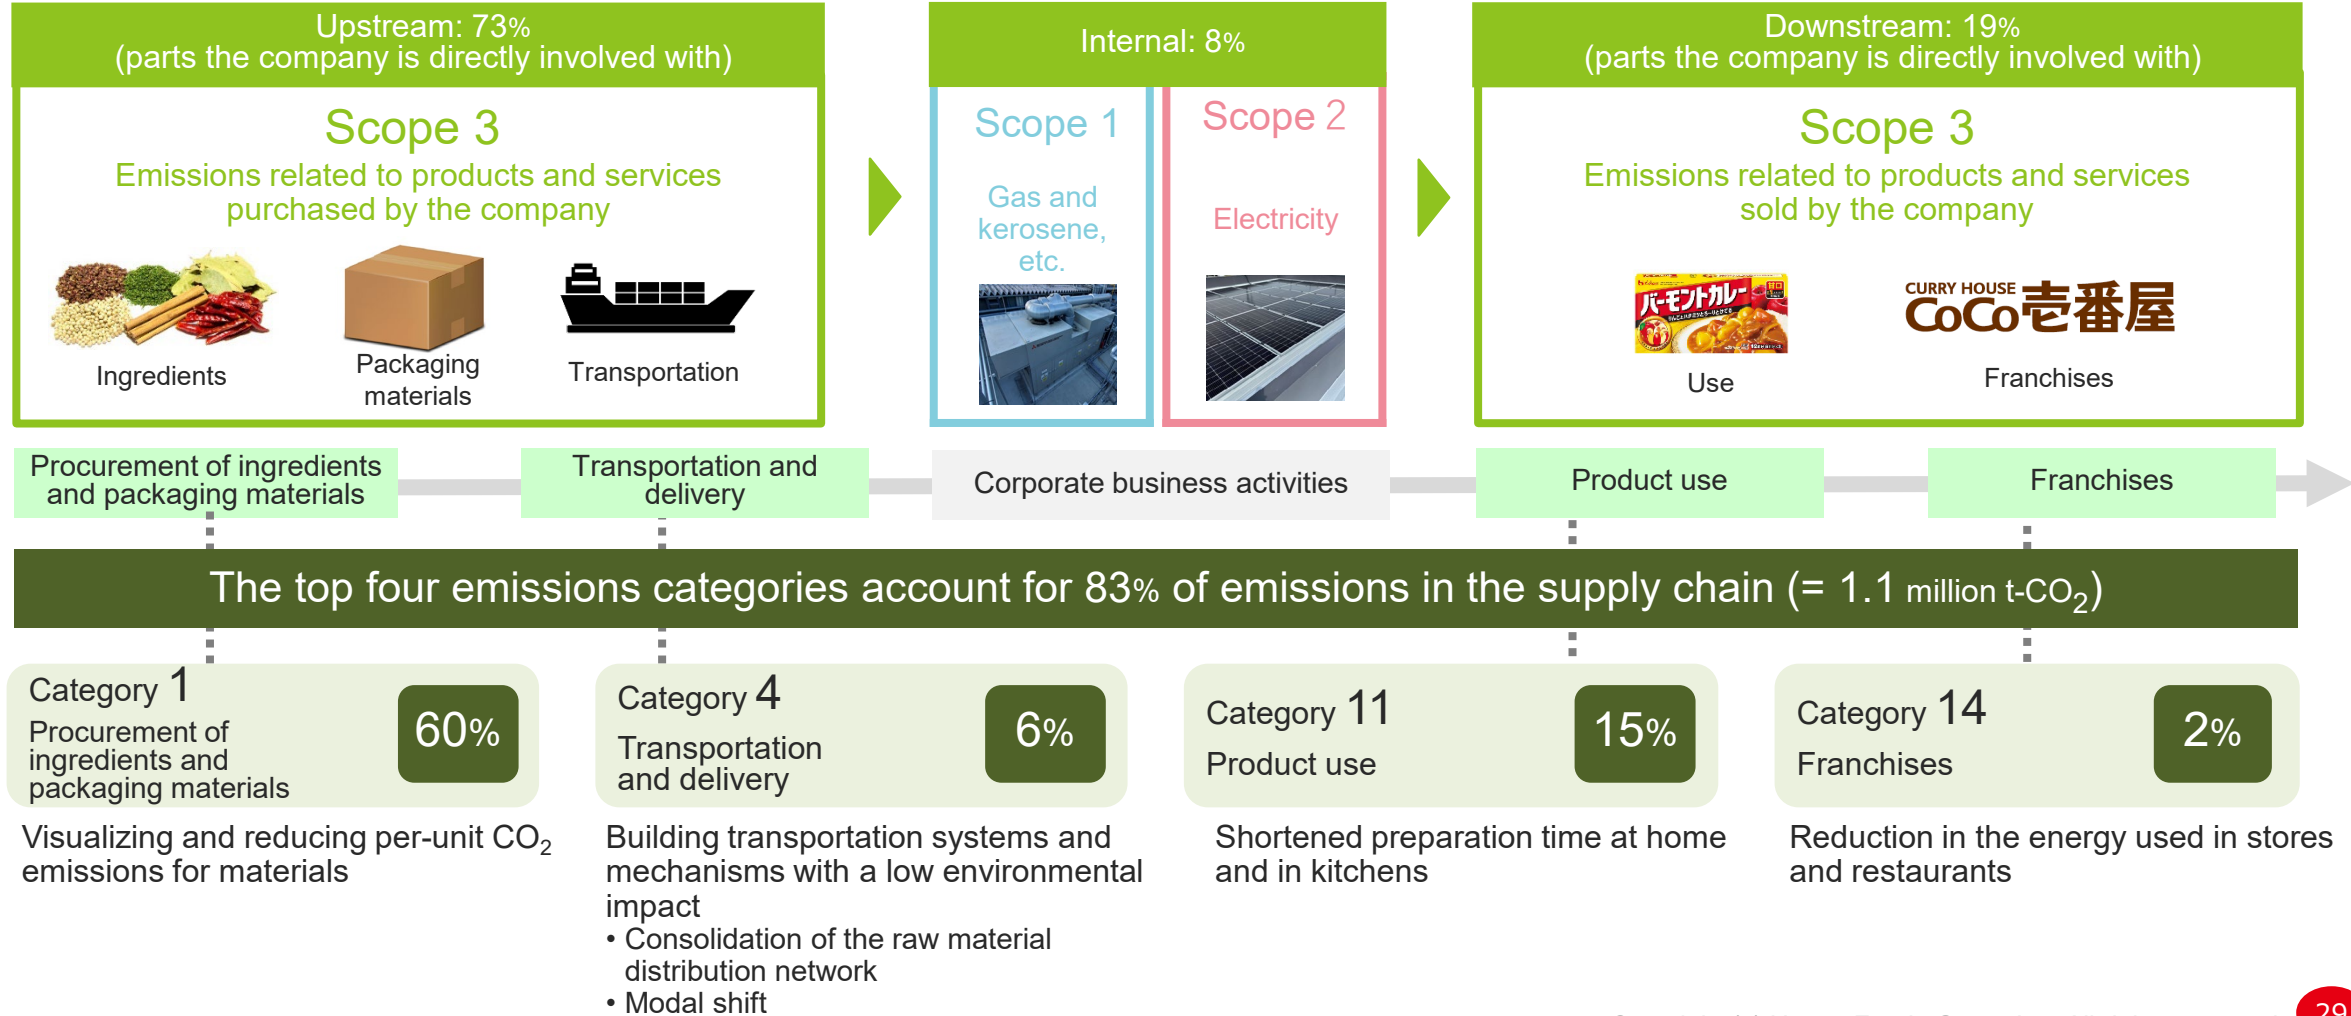 Upstream: 73%
(parts the company is directly involved with)
Scope 3
Emissions related to products and services
purchased by the company
Ingredients
Packaging
materials
Transportation
Internal: 8%
Scope 1
Gas and
kerosene,
etc.
Scope 2
Electricity
Downstream: 19%
(parts the company is directly involved with)
Scope 3
Emissions related to products and services
sold by the company
バーモントカレー
甘口
Use
CURRY HOUSE
CoCo壱番屋
Franchises
Procurement of ingredients
and packaging materials
Transportation and
delivery
Corporate business activities
Product use
Franchises
The top four emissions categories account for 83% of emissions in the supply chain (= 1.1 million t-CO2)
Category 1
Procurement of
ingredients and
packaging materials
60%
Visualizing and reducing per-unit CO2
emissions for materials
Category 4
Transportation
and delivery
6%
Building transportation systems and
mechanisms with a low environmental
impact
• Consolidation of the raw material
distribution network
• Modal shift
Category 11
Product use
15%
Shortened preparation time at home
and in kitchens
Category 14
Franchises
2%
Reduction in the energy used in stores
and restaurants
29